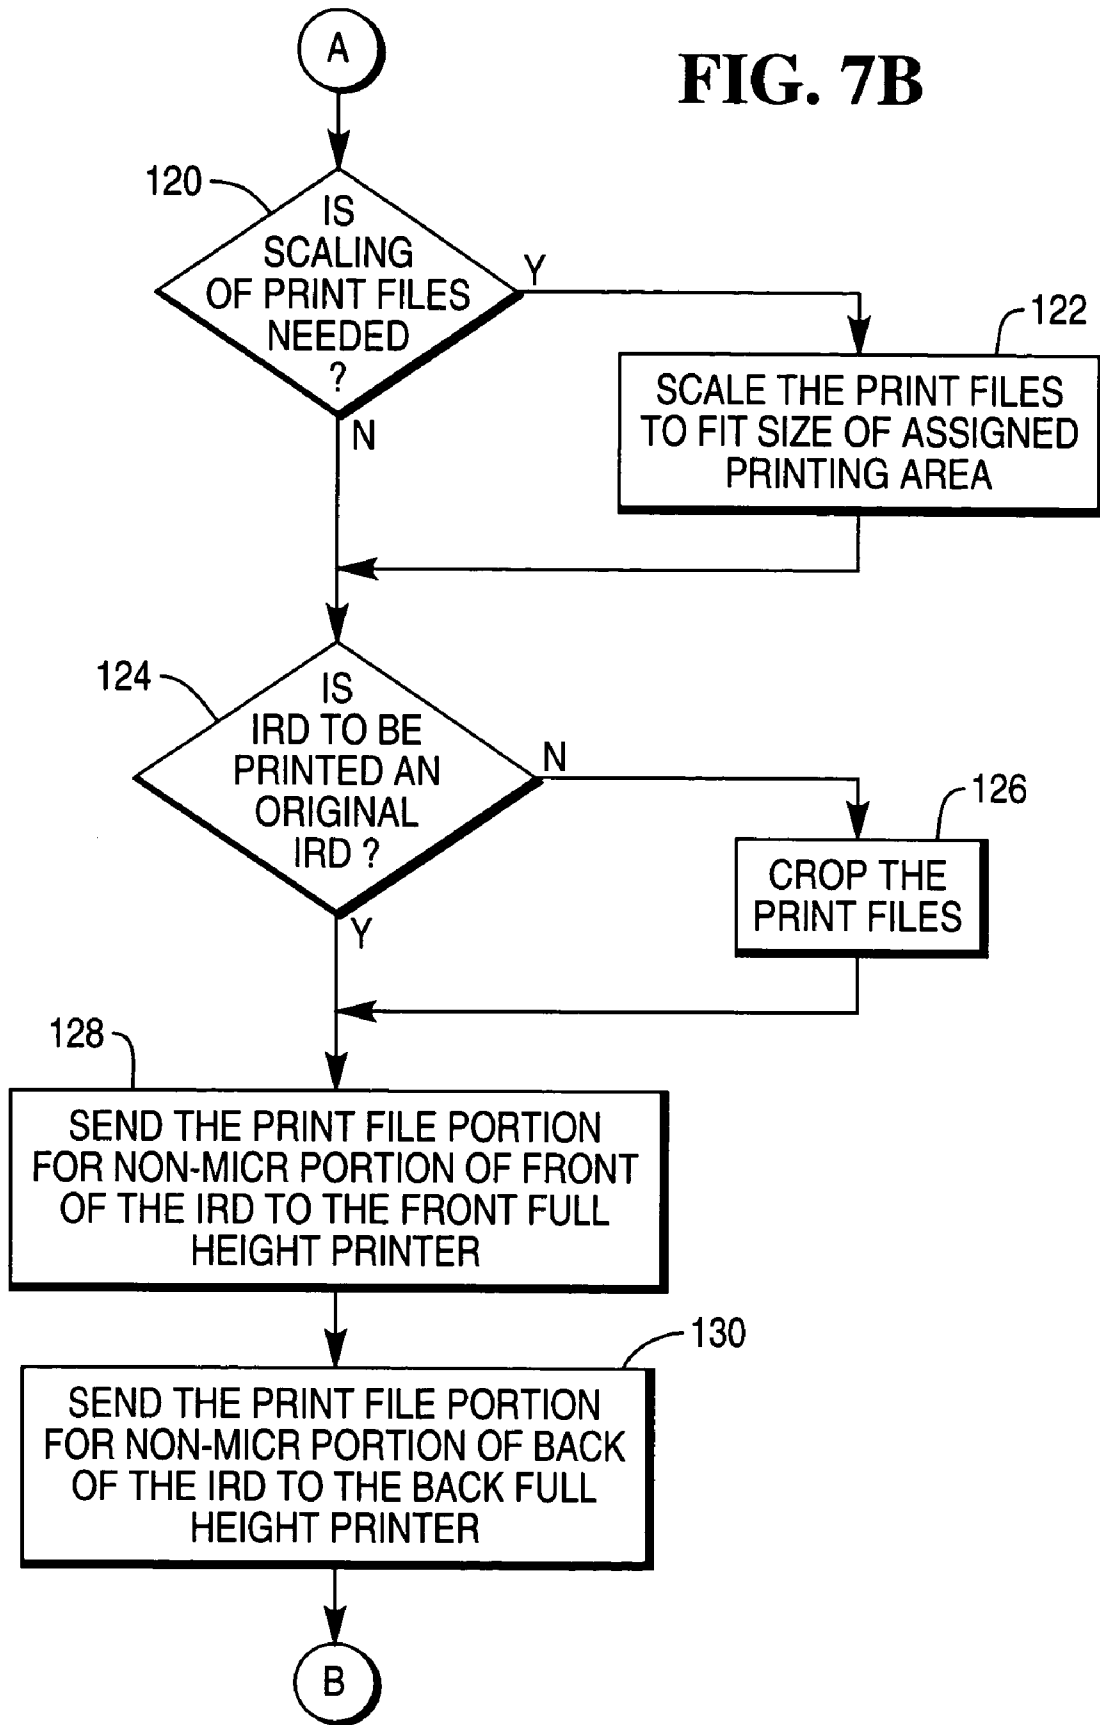 A
FIG. 7B
120
IS
SCALING
OF PRINT FILES
NEEDED
?
Y
N
122
SCALE THE PRINT FILES
TO FIT SIZE OF ASSIGNED
PRINTING AREA
124
IS
IRD TO BE
PRINTED AN
ORIGINAL
IRD ?
N
Y
126
CROP THE
PRINT FILES
128
SEND THE PRINT FILE PORTION
FOR NON-MICR PORTION OF FRONT
OF THE IRD TO THE FRONT FULL
HEIGHT PRINTER
130
SEND THE PRINT FILE PORTION
FOR NON-MICR PORTION OF BACK
OF THE IRD TO THE BACK FULL
HEIGHT PRINTER
B